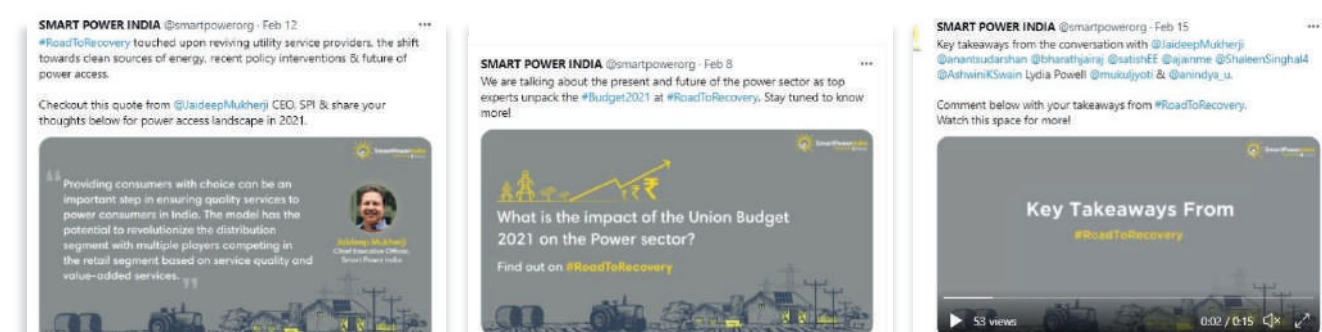 SMART POWER INDIA @smartpowerorg · Feb 12
#RoadToRecovery touched upon reviving utility service providers, the shift
towards clean sources of energy, recent policy interventions & future of
power access.
Checkout this quote from @JaideepMukherji CEO, SPI & share your
thoughts below for power access landscape in 2021.
SmartPowerIndia
Providing consumers with choice can be an
important step in ensuring quality services to
power consumers in India. The model has the
potential to revolutionize the distribution
segment with multiple players competing in
the retail segment based on service quality and
value-added services.
Jaideep Mukherji
Chief Executive Officer,
Smart Power India
SMART POWER INDIA @smartpowerorg · Feb 8
We are talking about the present and future of the power sector as top
experts unpack the #Budget2021 at #RoadToRecovery. Stay tuned to know
more!
SmartPowerIndia
₹ ₹ ₹
What is the impact of the Union Budget
2021 on the Power sector?
Find out on #RoadToRecovery
SMART POWER INDIA @smartpowerorg · Feb 15
Key takeaways from the conversation with @JaideepMukherji
@anantsudarshan @bharathjairaj @satishEE @ajainme @ShaleenSinghal4
@AshwiniKSwain Lydia Powell @mukuljyoti & @anindya_u.
Comment below with your takeaways from #RoadToRecovery.
Watch this space for more!
SmartPowerIndia
Key Takeaways From
#RoadToRecovery
53 views
0:02 / 0:15